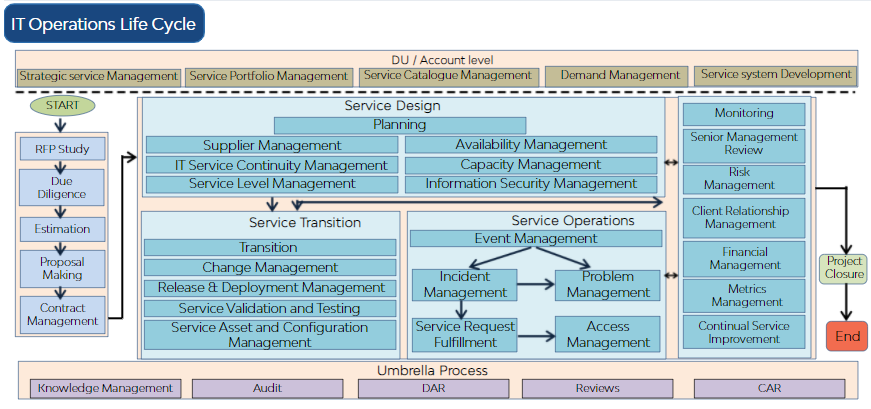 IT Operations Life Cycle
DU / Account level
Strategic service Management
Service Portfolio Management
Service Catalogue Management
Demand Management
Service system Development
START
RFP Study
Due
Diligence
Estimation
Proposal
Making
Contract
Management
Service Design
Planning
Supplier Management
Availability Management
IT Service Continuity Management
Capacity Management
Service Level Management
Information Security Management
Service Transition
Transition
Change Management
Release & Deployment Management
Service Validation and Testing
Service Asset and Configuration
Management
Service Operations
Event Management
Incident
Management
Problem
Management
Service Request
Fulfillment
Access
Management
Monitoring
Senior Management
Review
Risk
Management
Client Relationship
Management
Financial
Management
Metrics
Management
Continual Service
Improvement
Project
Closure
End
Umbrella Process
Knowledge Management
Audit
DAR
Reviews
CAR